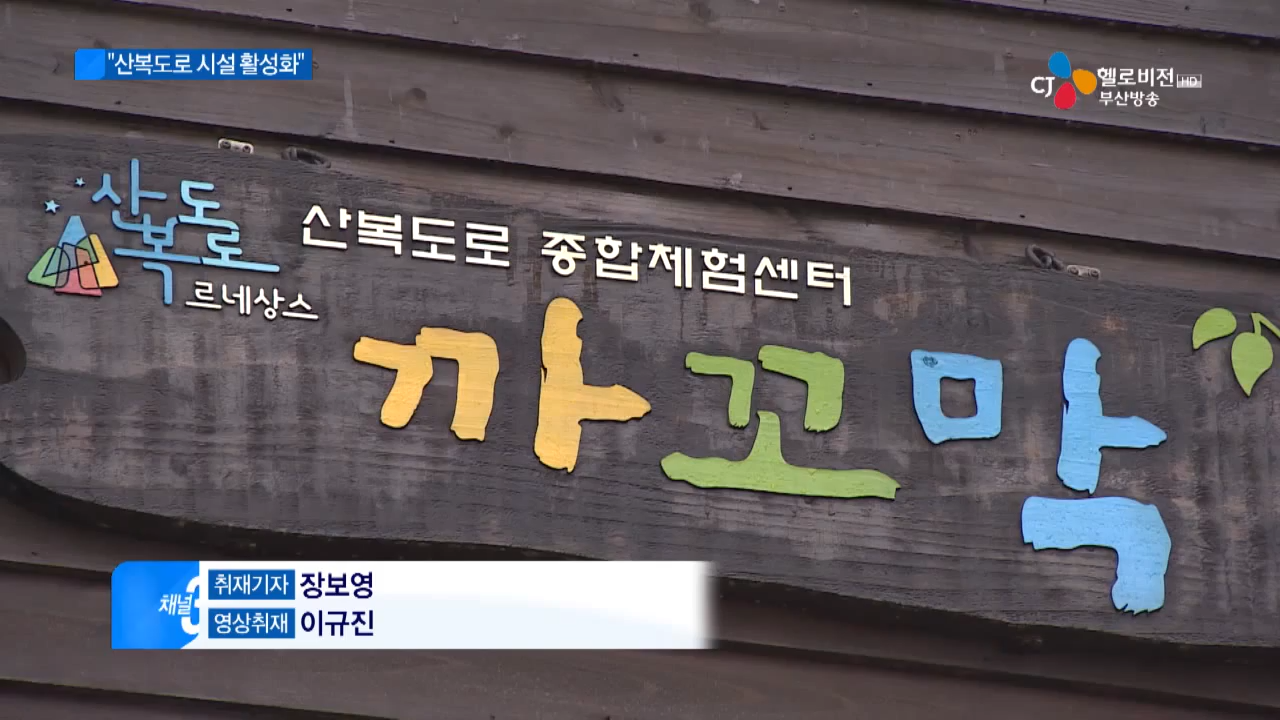 "산복도로 시설 활성화"
CJ 헬로비전 HD
부산방송
산복도로
르네상스
산복도로 종합체험센터
까꼬막
채널3
취재기자 장보영
영상취재 이규진